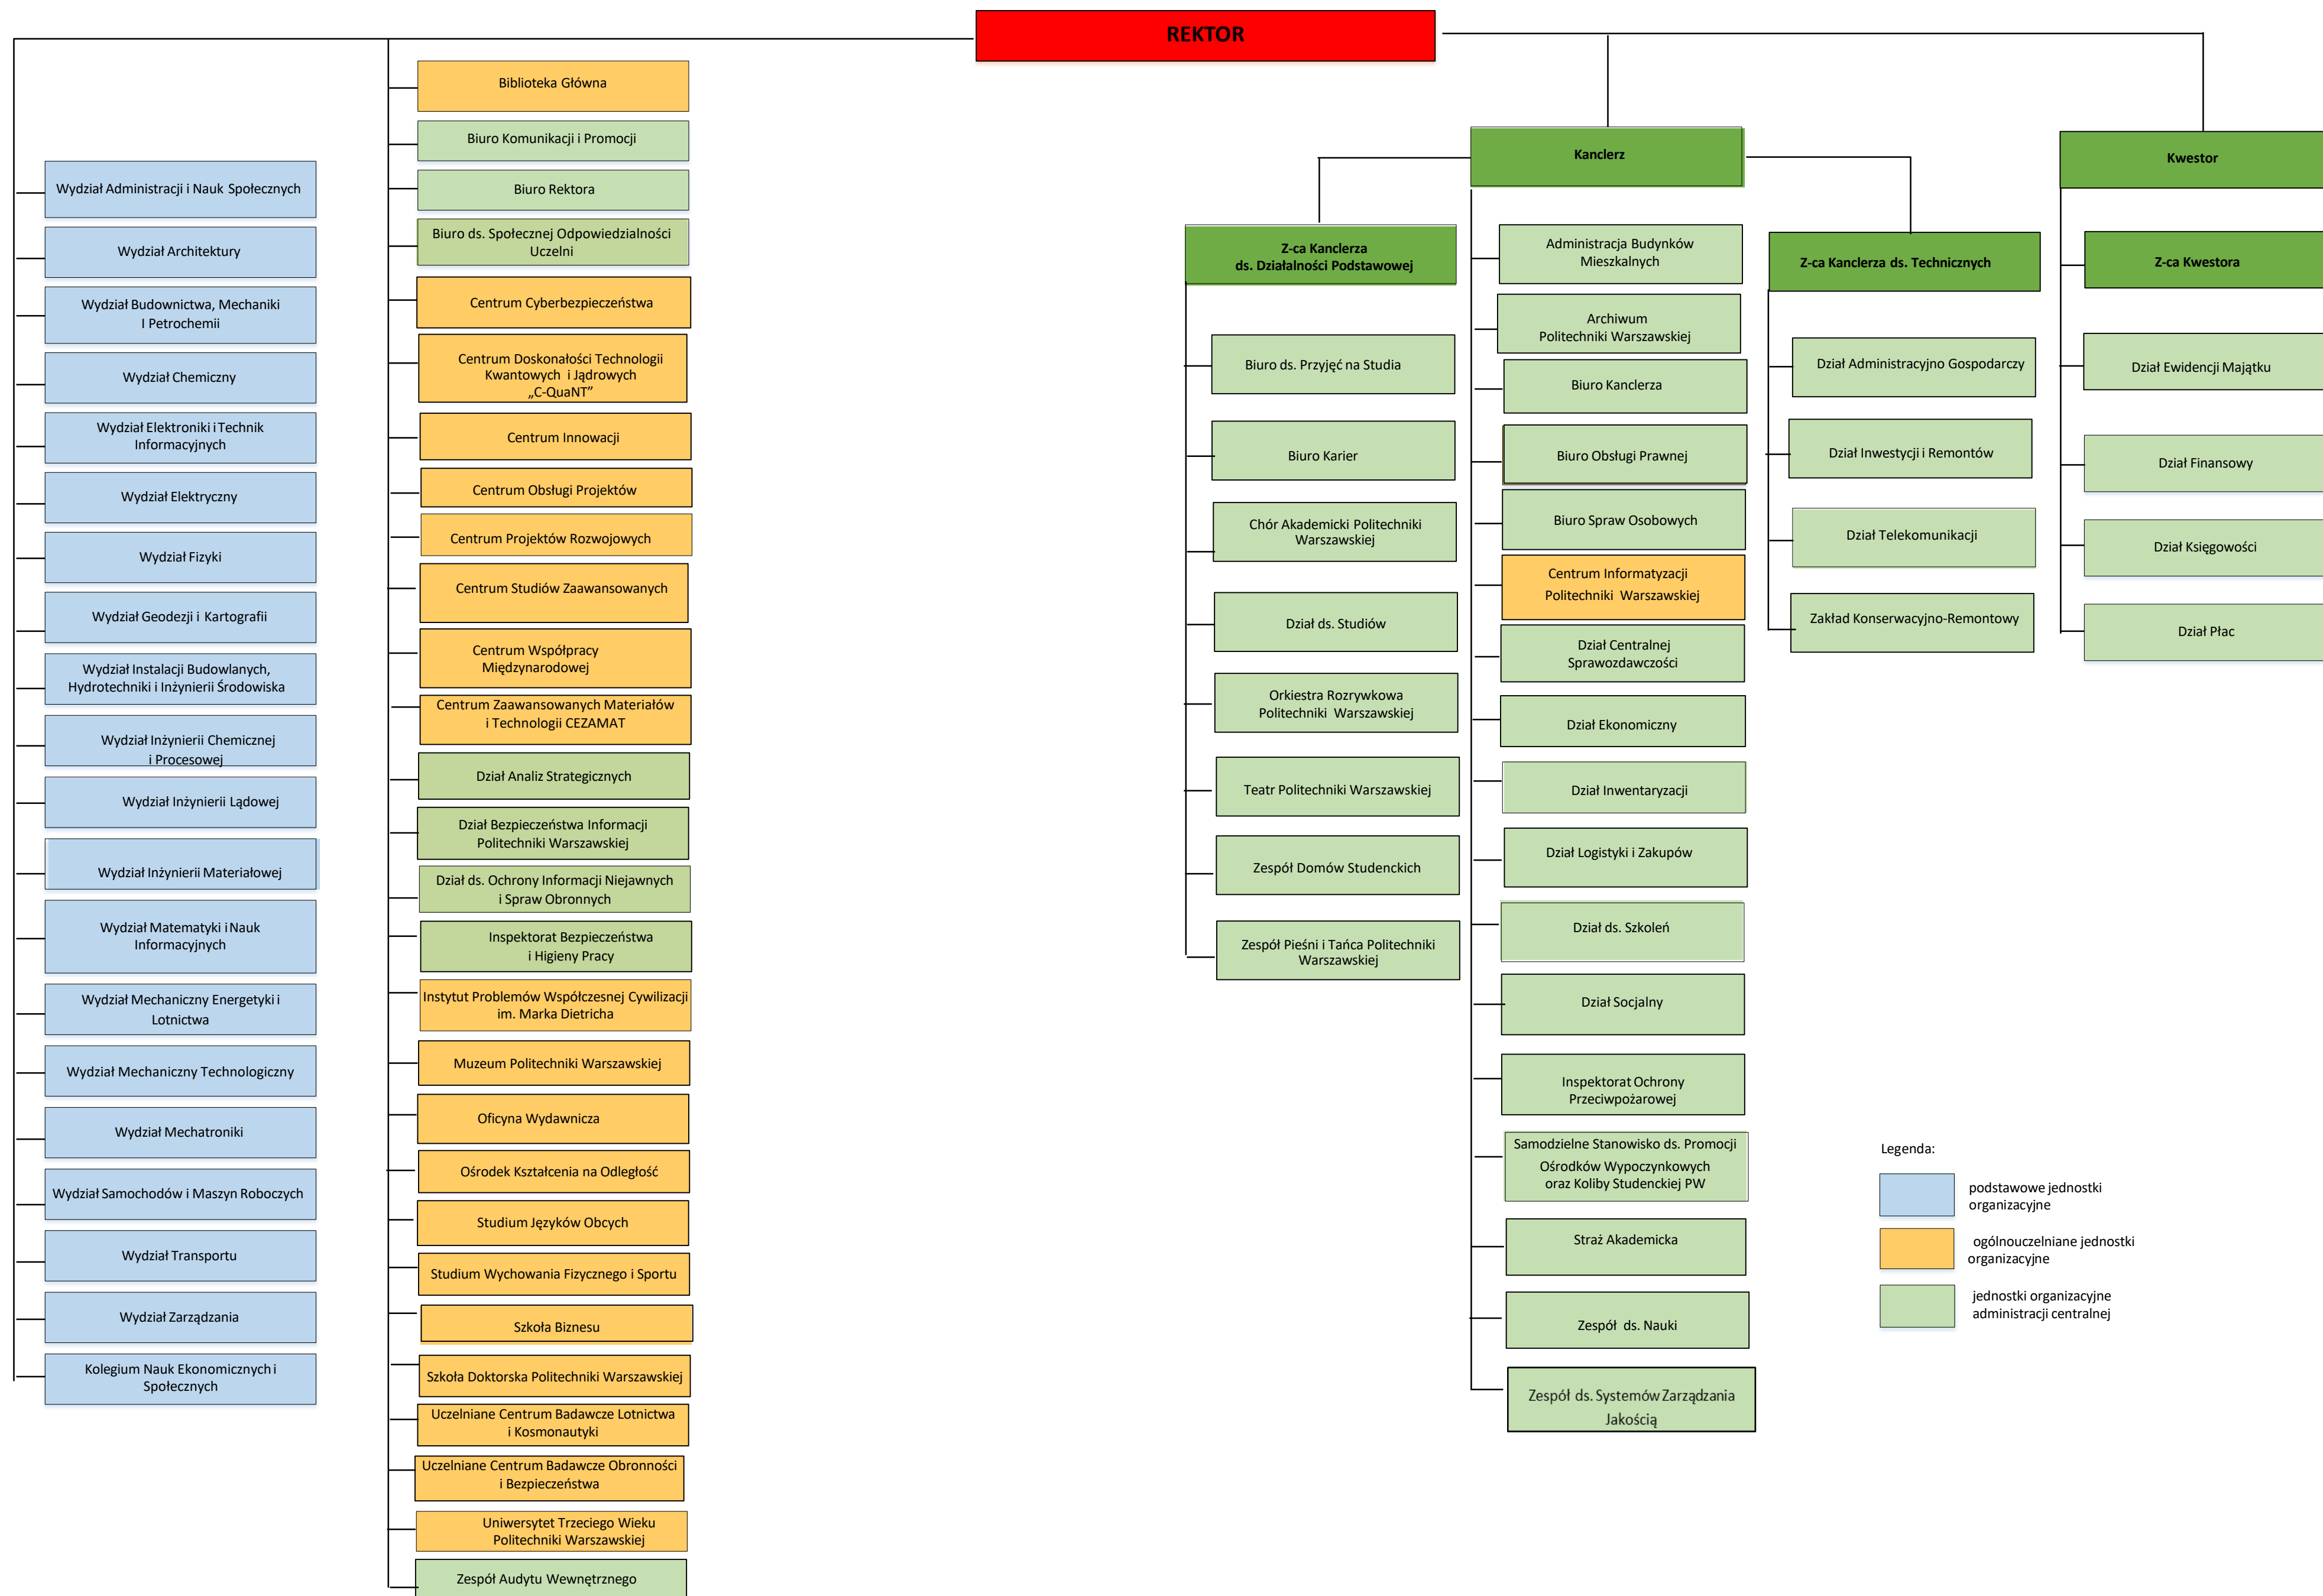 REKTOR
Wydział Administracji i Nauk Społecznych
Wydział Architektury
Wydział Budownictwa, Mechaniki
I Petrochemii
Wydział Chemiczny
Wydział Elektroniki i Technik
Informacyjnych
Wydział Elektryczny
Wydział Fizyki
Wydział Geodezji i Kartografii
Wydział Instalacji Budowlanych,
Hydrotechniki i Inżynierii Środowiska
Wydział Inżynierii Chemicznej
i Procesowej
Wydział Inżynierii Lądowej
Wydział Inżynierii Materiałowej
Wydział Matematyki i Nauk
Informacyjnych
Wydział Mechaniczny Energetyki i
Lotnictwa
Wydział Mechaniczny Technologiczny
Wydział Mechatroniki
Wydział Samochodów i Maszyn Roboczych
Wydział Transportu
Wydział Zarządzania
Kolegium Nauk Ekonomicznych i
Społecznych
Biblioteka Główna
Biuro Komunikacji i Promocji
Biuro Rektora
Biuro ds. Społecznej Odpowiedzialności
Uczelni
Centrum Cyberbezpieczeństwa
Centrum Doskonałości Technologii
Kwantowych i Jądrowych
„C-QuaNT”
Centrum Innowacji
Centrum Obsługi Projektów
Centrum Projektów Rozwojowych
Centrum Studiów Zaawansowanych
Centrum Współpracy
Międzynarodowej
Centrum Zaawansowanych Materiałów
i Technologii CEZAMAT
Dział Analiz Strategicznych
Dział Bezpieczeństwa Informacji
Politechniki Warszawskiej
Dział ds. Ochrony Informacji Niejawnych
i Spraw Obronnych
Inspektorat Bezpieczeństwa
i Higieny Pracy
Instytut Problemów Współczesnej Cywilizacji
im. Marka Dietricha
Muzeum Politechniki Warszawskiej
Oficyna Wydawnicza
Ośrodek Kształcenia na Odległość
Studium Języków Obcych
Studium Wychowania Fizycznego i Sportu
Szkoła Biznesu
Szkoła Doktorska Politechniki Warszawskiej
Uczelniane Centrum Badawcze Lotnictwa
i Kosmonautyki
Uczelniane Centrum Badawcze Obronności
i Bezpieczeństwa
Uniwersytet Trzeciego Wieku
Politechniki Warszawskiej
Zespół Audytu Wewnętrznego
Kanclerz
Z-ca Kanclerza
ds. Działalności Podstawowej
Biuro ds. Przyjęć na Studia
Biuro Karier
Chór Akademicki Politechniki
Warszawskiej
Dział ds. Studiów
Orkiestra Rozrywkowa
Politechniki Warszawskiej
Teatr Politechniki Warszawskiej
Zespół Domów Studenckich
Zespół Pieśni i Tańca Politechniki
Warszawskiej
Administracja Budynków
Mieszkalnych
Archiwum
Politechniki Warszawskiej
Biuro Kanclerza
Biuro Obsługi Prawnej
Biuro Spraw Osobowych
Centrum Informatyzacji
Politechniki Warszawskiej
Dział Centralnej
Sprawozdawczości
Dział Ekonomiczny
Dział Inwentaryzacji
Dział Logistyki i Zakupów
Dział ds. Szkoleń
Dział Socjalny
Inspektorat Ochrony
Przeciwpożarowej
Samodzielne Stanowisko ds. Promocji
Ośrodków Wypoczynkowych
oraz Koliby Studenckiej PW
Straż Akademicka
Zespół ds. Nauki
Zespół ds. Systemów Zarządzania
Jakością
Z-ca Kanclerza ds. Technicznych
Dział Administracyjno Gospodarczy
Dział Inwestycji i Remontów
Dział Telekomunikacji
Zakład Konserwacyjno-Remontowy
Kwestor
Z-ca Kwestora
Dział Ewidencji Majątku
Dział Finansowy
Dział Księgowości
Dział Płac
Legenda:
podstawowe jednostki
organizacyjne
ogólnouczelniane jednostki
organizacyjne
jednostki organizacyjne
administracji centralnej